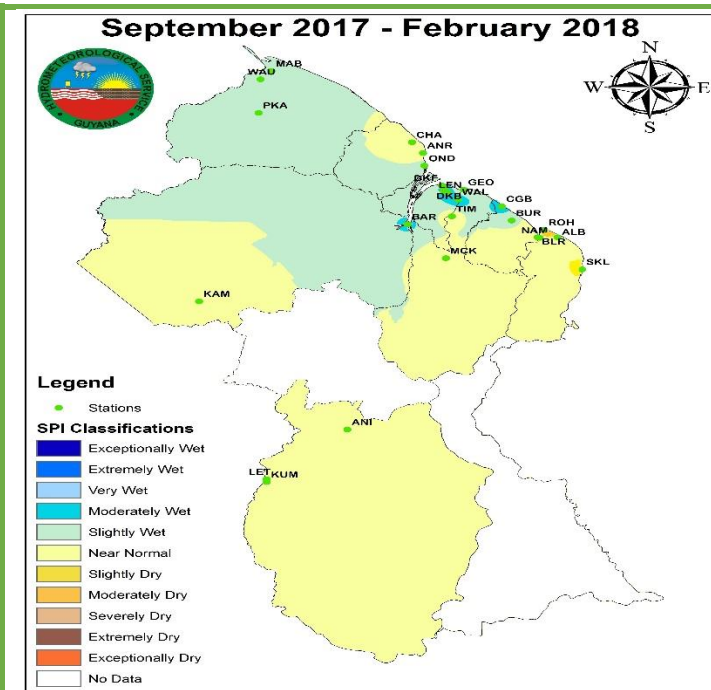 September 2017 - February 2018
HYDROMETEOROLOGICAL SERVICE
GUYANA
N
W E
S
MAB
WAU
PKA
CHA
ANR
OND
DKF
LEN GEO
DKB WAL
CGB
TIM
BAR
BUR
ROH
NAM ALB
BLR
MCK
SKL
KAM
ANI
LET KUM
Legend
Stations
SPI Classifications
Exceptionally Wet
Extremely Wet
Very Wet
Moderately Wet
Slightly Wet
Near Normal
Slightly Dry
Moderately Dry
Severely Dry
Extremely Dry
Exceptionally Dry
No Data